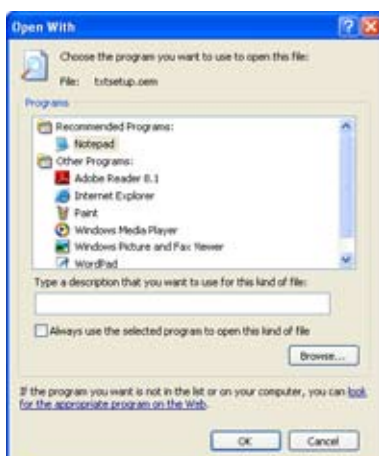 Open With
Choose the program you want to use to open this file:
File: txtsetup.oem
Programs
Recommended Programs:
Notepad
Other Programs:
Adobe Reader 8.1
Internet Explorer
Paint
Windows Media Player
Windows Picture and Fax Viewer
WordPad
Type a description that you want to use for this kind of file:
Always use the selected program to open this kind of file
Browse...
If the program you want is not in the list or on your computer, you can look
for the appropriate program on the Web.
OK
Cancel